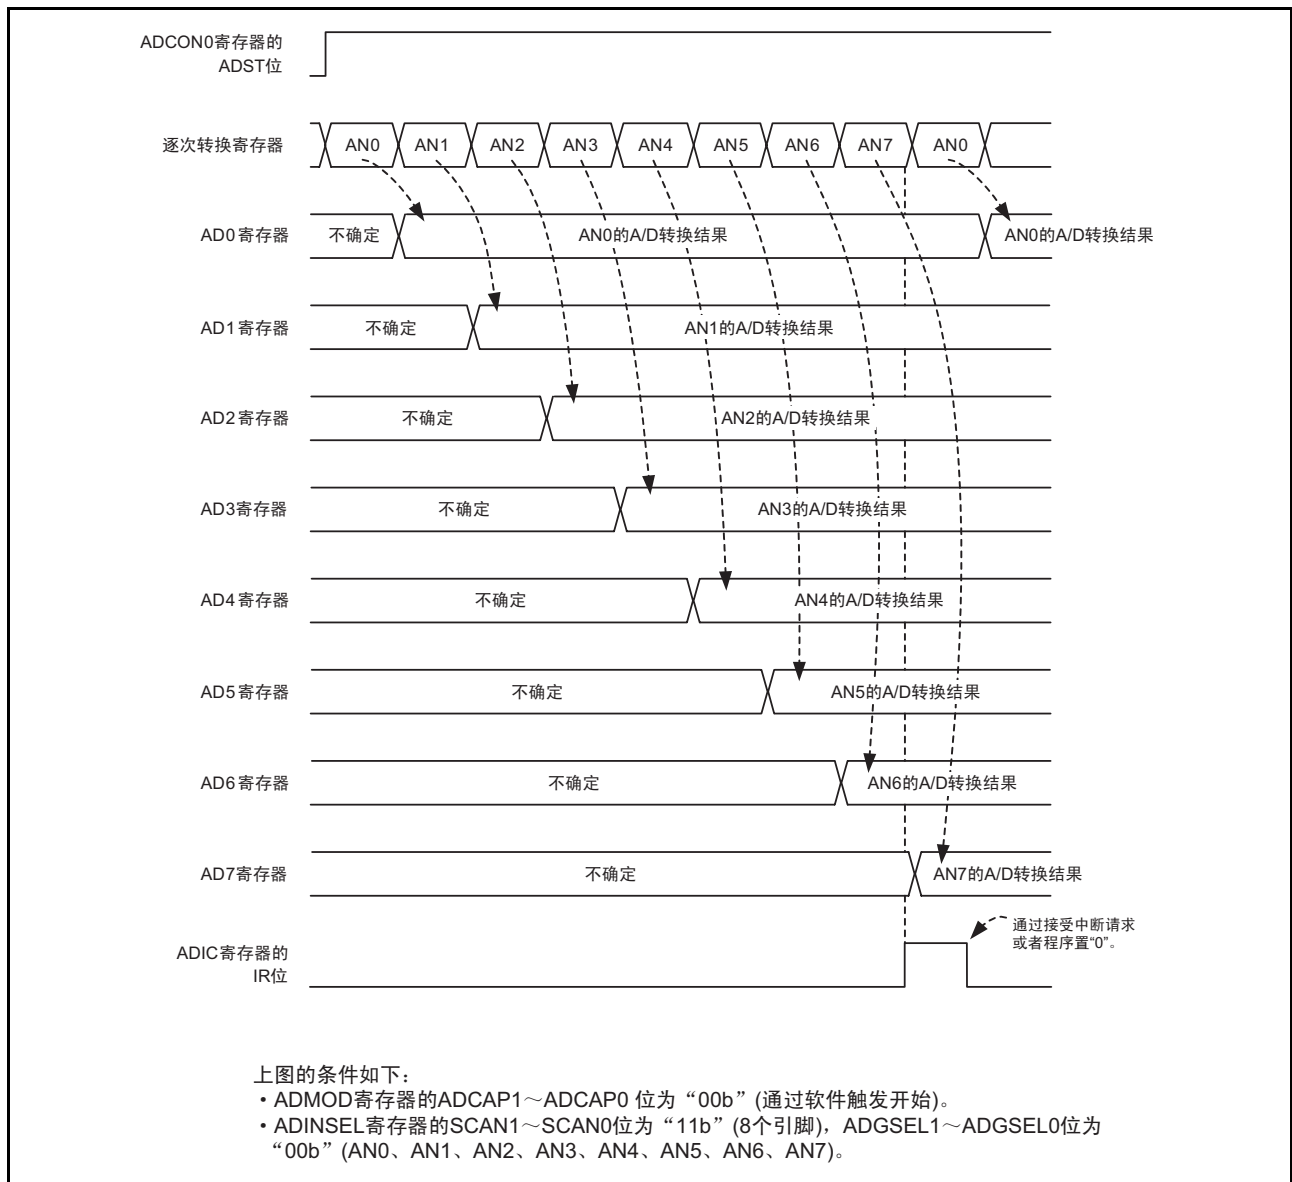 ADCON0寄存器的
ADST位
逐次转换寄存器
AN0 AN1 AN2 AN3 AN4 AN5 AN6 AN7 AN0
AD0寄存器 不确定 AN0的A/D转换结果 AN0的A/D转换结果
AD1寄存器 不确定 AN1的A/D转换结果
AD2寄存器 不确定 AN2的A/D转换结果
AD3寄存器 不确定 AN3的A/D转换结果
AD4寄存器 不确定 AN4的A/D转换结果
AD5寄存器 不确定 AN5的A/D转换结果
AD6寄存器 不确定 AN6的A/D转换结果
AD7寄存器 不确定 AN7的A/D转换结果
通过接受中断请求
或者程序置“0”。
ADIC寄存器的
IR位
上图的条件如下：
・ADMOD寄存器的ADCAP1～ADCAP0 位为“00b”(通过软件触发开始)。
・ADINSEL寄存器的SCAN1～SCAN0位为“11b”(8个引脚)，ADGSEL1～ADGSEL0位为
“00b”(AN0、AN1、AN2、AN3、AN4、AN5、AN6、AN7)。